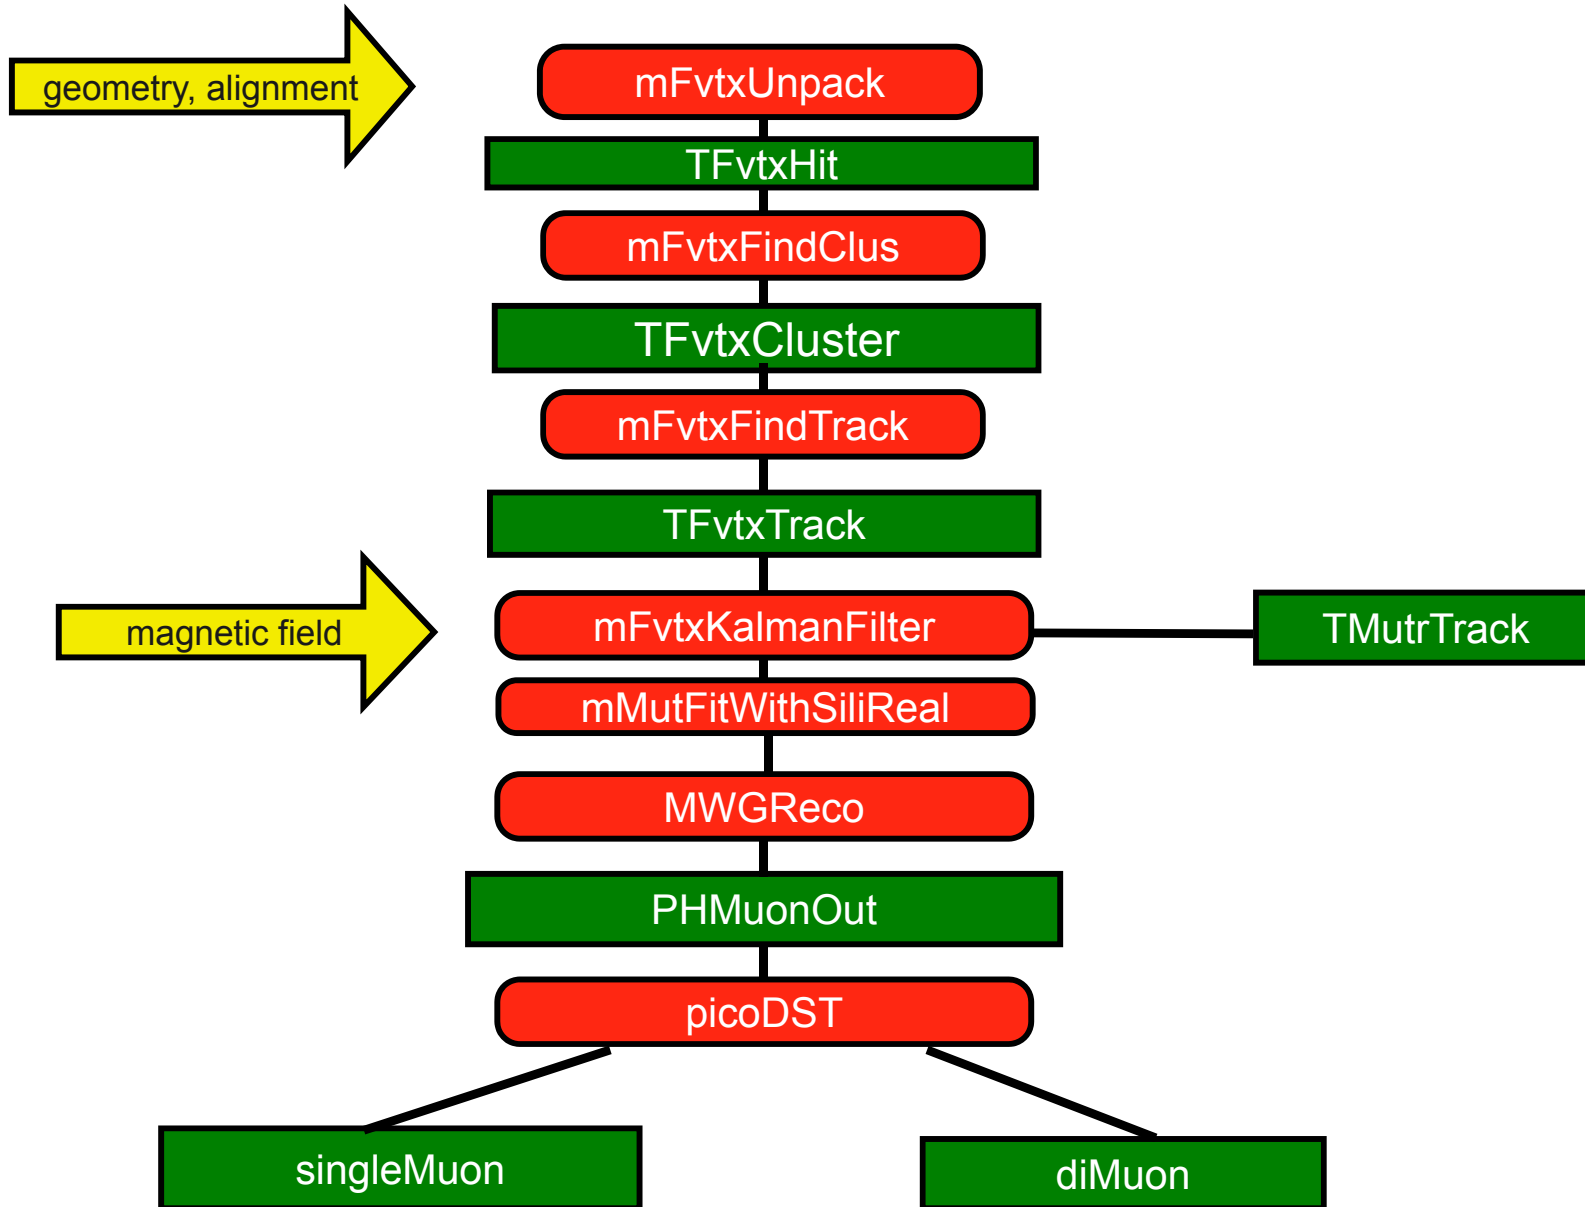 geometry, alignment
mFvtxUnpack
TFvtxHit
mFvtxFindClus
TFvtxCluster
mFvtxFindTrack
TFvtxTrack
magnetic field
mFvtxKalmanFilter
TMutrTrack
mMutFitWithSiliReal
MWGReco
PHMuonOut
picoDST
singleMuon
diMuon